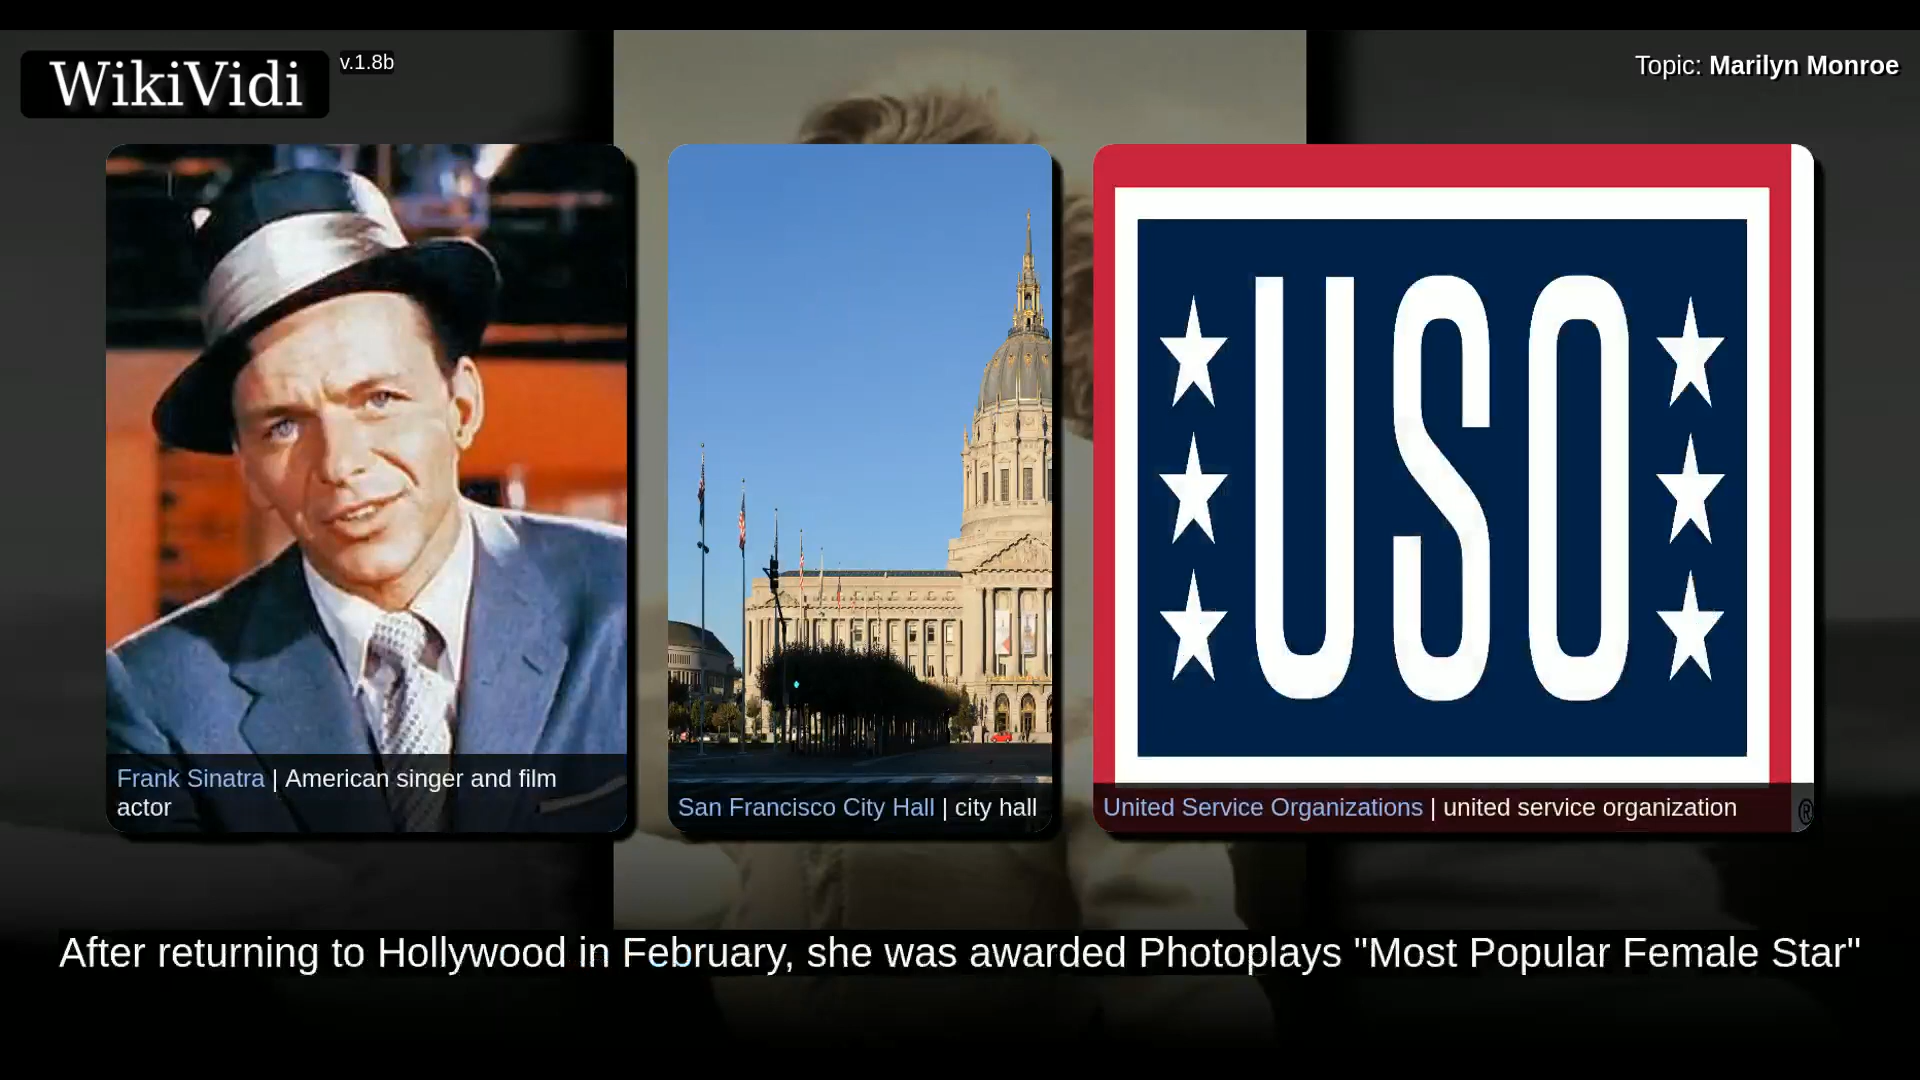 WikiVidi
v.1.8b
Topic: Marilyn Monroe
USO
Frank Sinatra | American singer and film
actor
San Francisco City Hall | city hall
United Service Organizations | united service organization
®
After returning to Hollywood in February, she was awarded Photoplays "Most Popular Female Star"